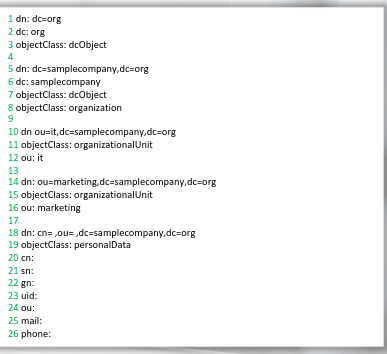 1 dn: dc=org
2 dc: org
3 objectClass: dcObject
4
5 dn: dc=samplecompany,dc=org
6 dc: samplecompany
7 objectClass: dcObject
8 objectClass: organization
9
10 dn ou=it,dc=samplecompany,dc=org
11 objectClass: organizationalUnit
12 ou: it
13
14 dn: ou=marketing,dc=samplecompany,dc=org
15 objectClass: organizationalUnit
16 ou: marketing
17
18 dn: cn= ,ou= ,dc=samplecompany,dc=org
19 objectClass: personalData
20 cn:
21 sn:
22 gn:
23 uid:
24 ou:
25 mail:
26 phone: